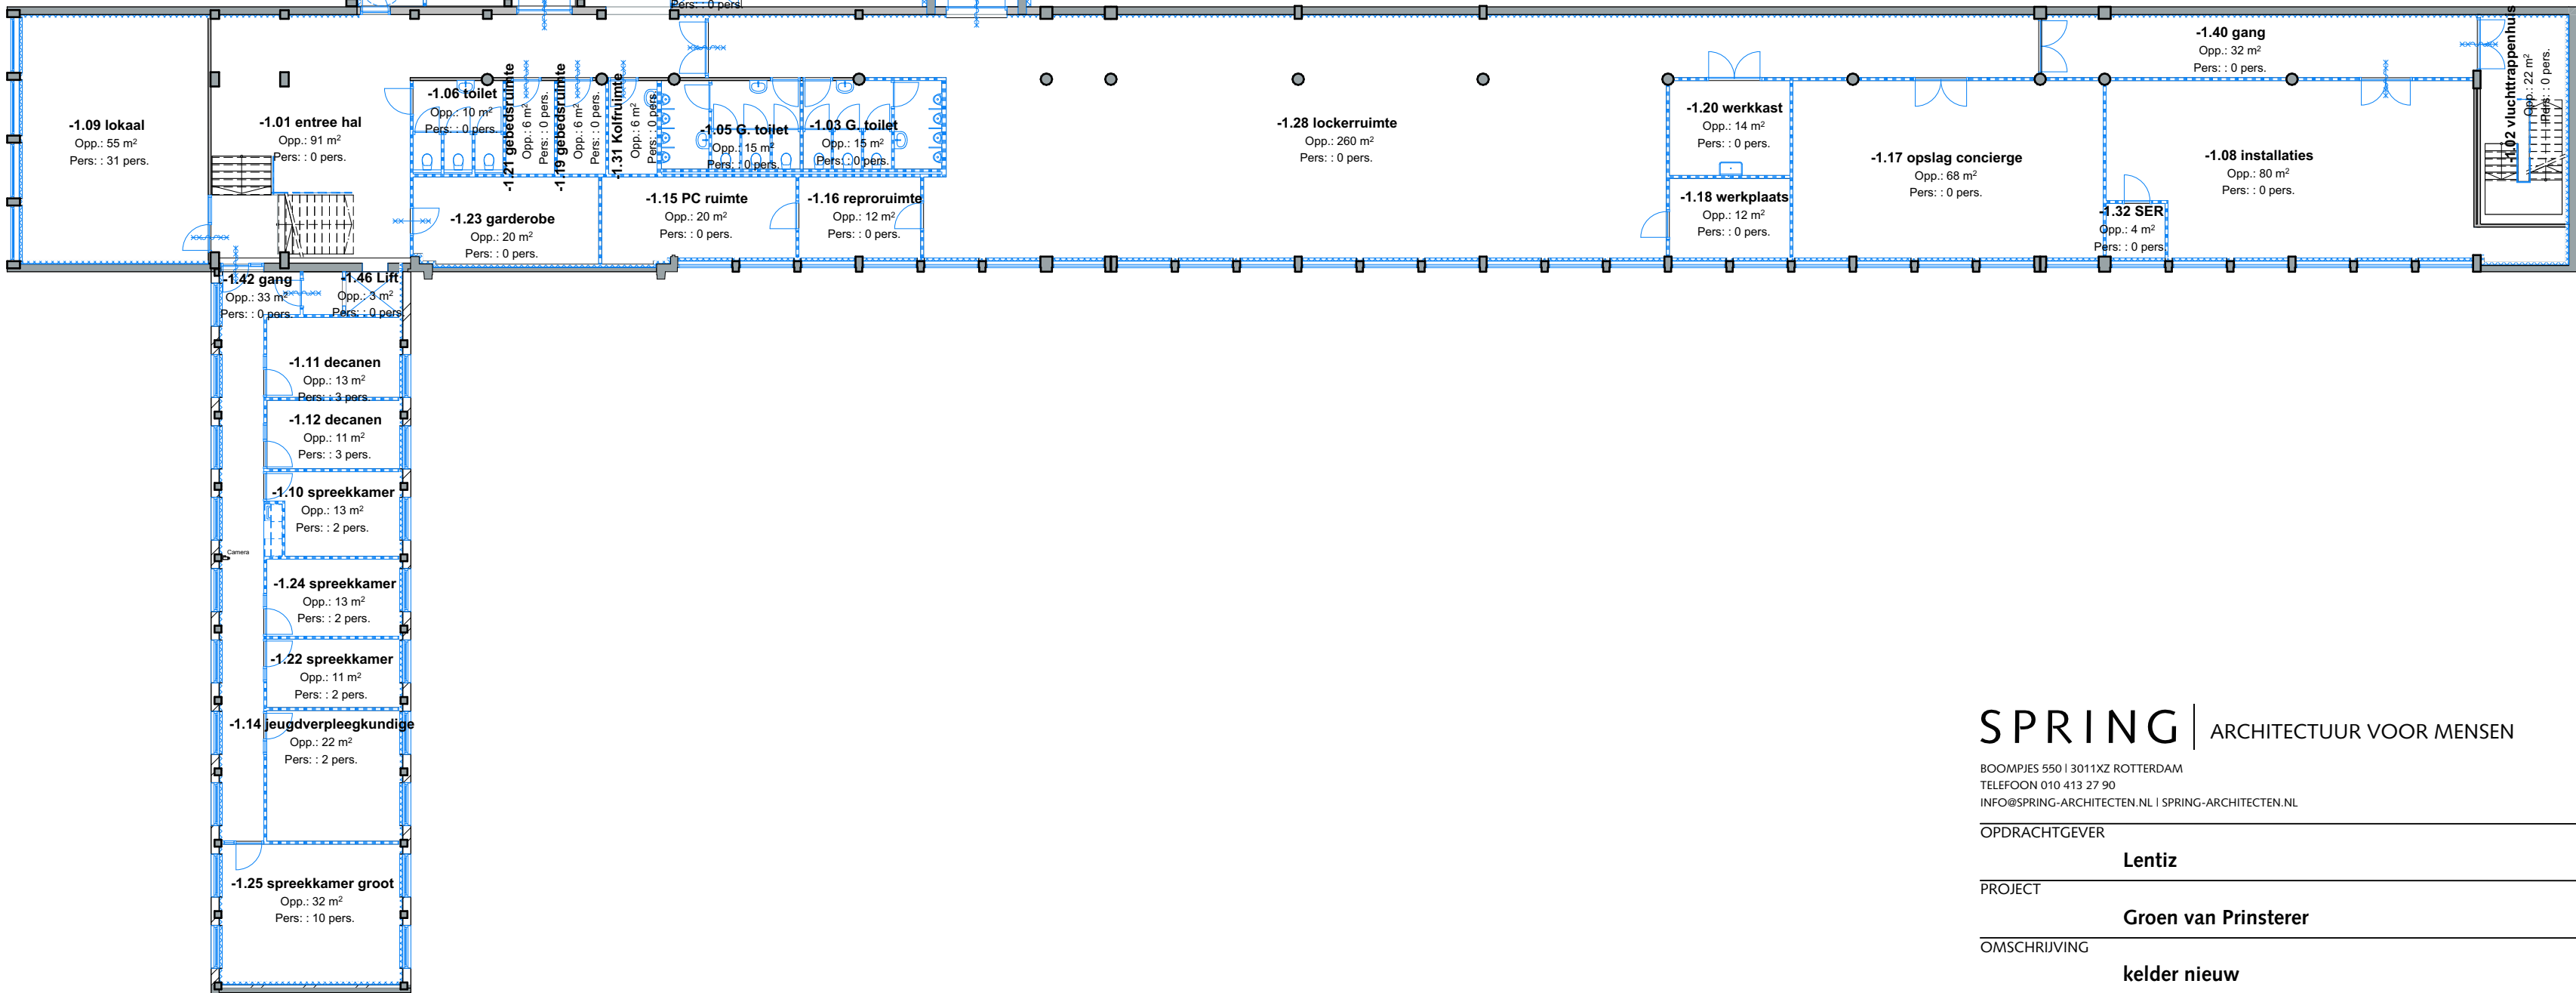 Pers: : 0 pers.
-1.09 lokaal
Opp.: 55 m²
Pers: : 31 pers.
-1.01 entree hal
Opp.: 91 m²
Pers: : 0 pers.
-1.06 toilet
Opp.: 10 m²
Pers: : 0 pers.
-1.21 gebedsruimte
Opp.: 6 m²
Pers: : 0 pers.
-1.19 gebedsruimte
Opp.: 6 m²
Pers: : 0 pers.
-1.31 Kolfruimte
Opp.: 6 m²
Pers: : 0 pers.
-1.05 G. toilet
Opp.: 15 m²
Pers: : 0 pers.
-1.03 G. toilet
Opp.: 15 m²
Pers: : 0 pers.
-1.28 lockerruimte
Opp.: 260 m²
Pers: : 0 pers.
-1.20 werkkast
Opp.: 14 m²
Pers: : 0 pers.
-1.17 opslag concierge
Opp.: 68 m²
Pers: : 0 pers.
-1.40 gang
Opp.: 32 m²
Pers: : 0 pers.
-1.08 installaties
Opp.: 80 m²
Pers: : 0 pers.
-1.02 vluchttrappenhuis
Opp.: 22 m²
Pers: : 0 pers.
-1.23 garderobe
Opp.: 20 m²
Pers: : 0 pers.
-1.15 PC ruimte
Opp.: 20 m²
Pers: : 0 pers.
-1.16 reproruimte
Opp.: 12 m²
Pers: : 0 pers.
-1.18 werkplaats
Opp.: 12 m²
Pers: : 0 pers.
-1.32 SER
Opp.: 4 m²
Pers: : 0 pers.
-1.42 gang
Opp.: 33 m²
Pers: : 0 pers.
-1.46 Lift
Opp.: 3 m²
Pers: : 0 pers.
-1.11 decanen
Opp.: 13 m²
Pers: : 3 pers.
-1.12 decanen
Opp.: 11 m²
Pers: : 3 pers.
-1.10 spreekkamer
Opp.: 13 m²
Pers: : 2 pers.
Camera
-1.24 spreekkamer
Opp.: 13 m²
Pers: : 2 pers.
-1.22 spreekkamer
Opp.: 11 m²
Pers: : 2 pers.
-1.14 jeugdverpleegkundige
Opp.: 22 m²
Pers: : 2 pers.
-1.25 spreekkamer groot
Opp.: 32 m²
Pers: : 10 pers.
SPRING | ARCHITECTUUR VOOR MENSEN
BOOMPJES 550 | 3011XZ ROTTERDAM
TELEFOON 010 413 27 90
INFO@SPRING-ARCHITECTEN.NL | SPRING-ARCHITECTEN.NL
OPDRACHTGEVER
Lentiz
PROJECT
Groen van Prinsterer
OMSCHRIJVING
kelder nieuw